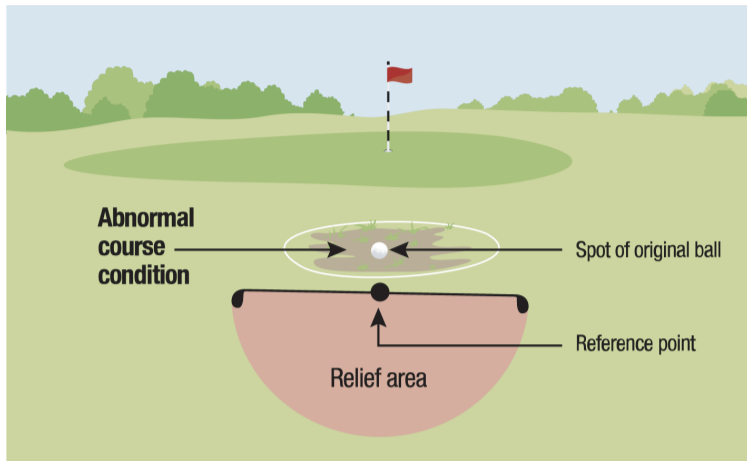 Abnormal
course
condition
Spot of original ball
Reference point
Relief area